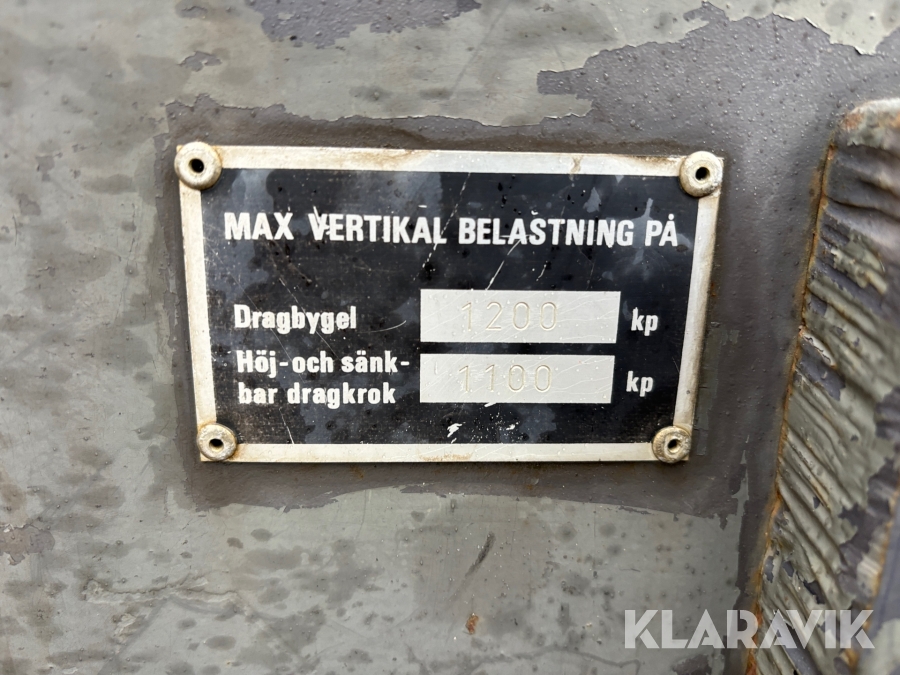 MAX VERTIKAL BELASTNING PÅ
Dragbygel 1200 kp
Höj-och sänk-
bar dragkrok 1100 kp
KLARAVIK